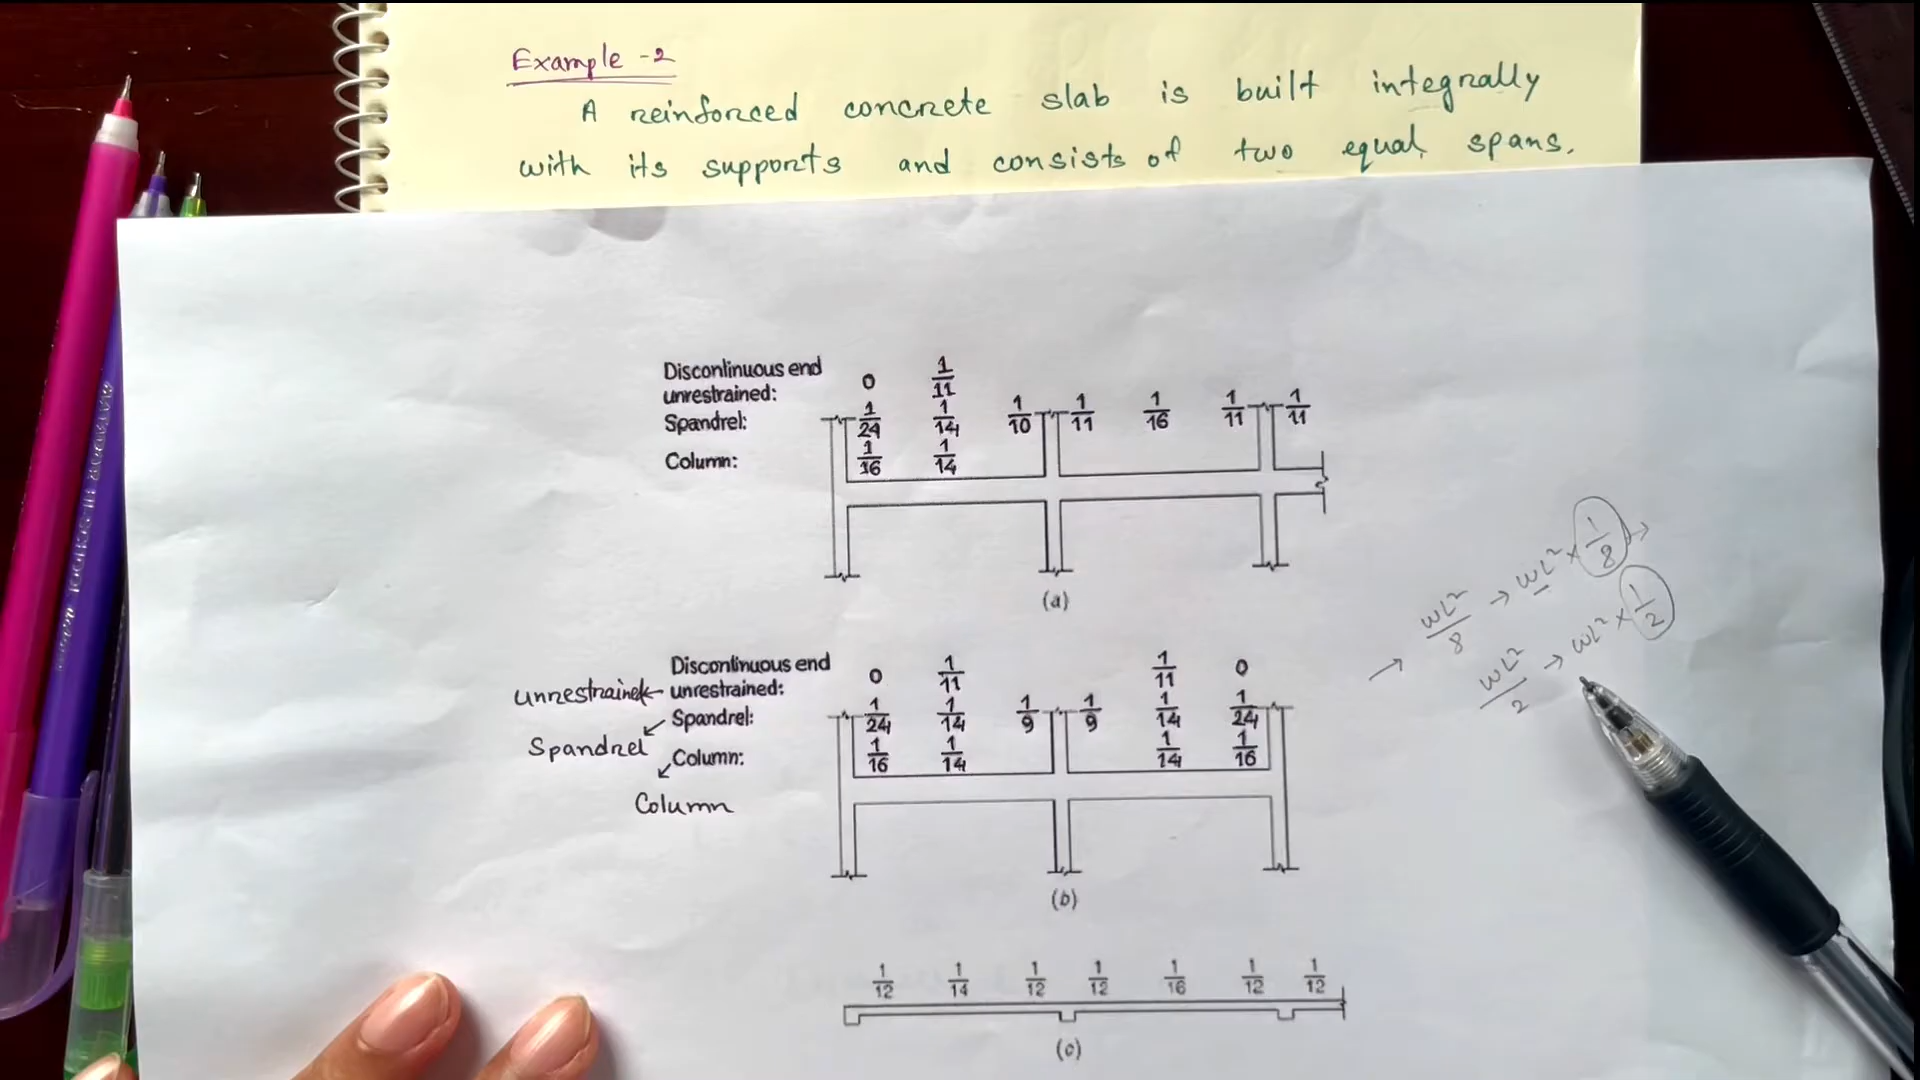 Example -2
A reinforced concrete slab is built integrally
with its supports and consists of two equal spans.
Discontinuous end
unrestrained: 0 1/11
Spandrel: 1/24 1/14 1/10 1/11 1/16 1/11 1/11
Column: 1/16 1/14
(a)
wL²/8 → wL² × 1/8 →
→ wL²/2 → wL² × 1/2
Discontinuous end
unrestrained: 0 1/11 1/11 0
Unrestrained
Spandrel: 1/24 1/14 1/9 1/9 1/14 1/24
Spandrel
Column: 1/16 1/14 1/14 1/16
Column
(b)
1/12 1/14 1/12 1/12 1/16 1/12 1/12
(c)